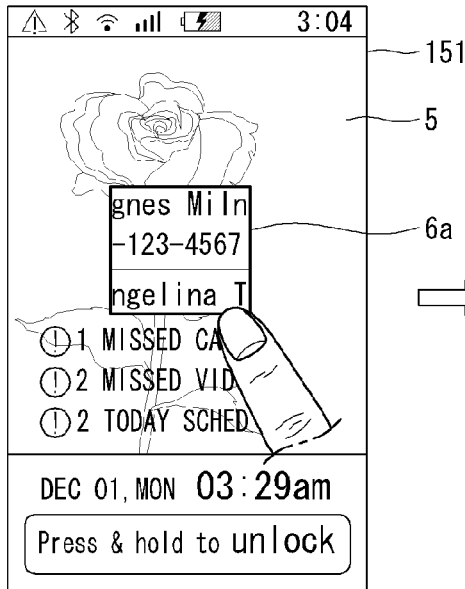 3:04
151
5
gnes Miln
-123-4567
6a
ngelina T
1 MISSED CA
2 MISSED VID
2 TODAY SCHED
DEC 01, MON 03:29am
Press & hold to unlock